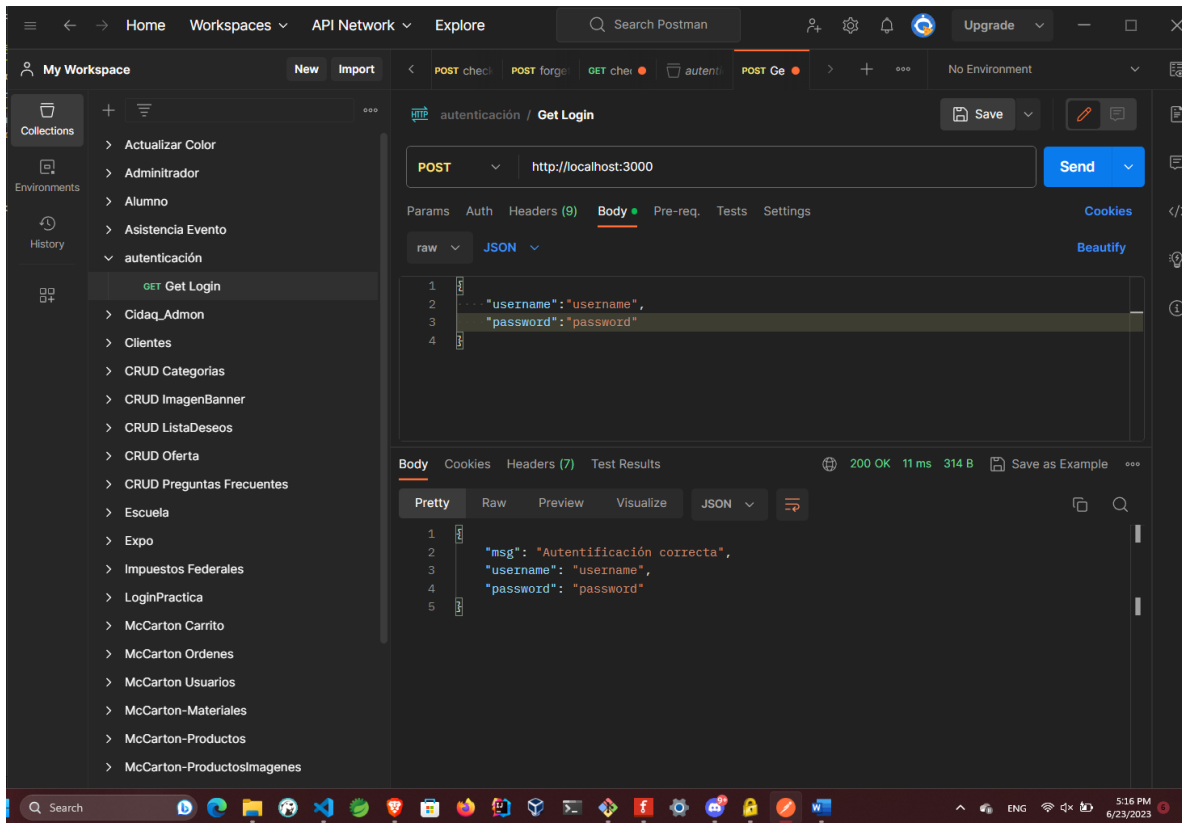 Home Workspaces API Network Explore Search Postman Upgrade
My Workspace New Import POST chec POST forge GET chec autent POST Ge No Environment
Collections
Environments
History
Actualizar Color
Adminitrador
Alumno
Asistencia Evento
autenticación
GET Get Login
Cidaq_Admon
Clientes
CRUD Categorias
CRUD ImagenBanner
CRUD ListaDeseos
CRUD Oferta
CRUD Preguntas Frecuentes
Escuela
Expo
Impuestos Federales
LoginPractica
McCarton Carrito
McCarton Ordenes
McCarton Usuarios
McCarton-Materiales
McCarton-Productos
McCarton-ProductosImagenes
HTTP autenticación / Get Login Save
POST http://localhost:3000 Send
Params Auth Headers (9) Body Pre-req. Tests Settings Cookies
raw JSON Beautify
1 {
2 "username":"username",
3 "password":"password"
4 }
Body Cookies Headers (7) Test Results 200 OK 11 ms 314 B Save as Example
Pretty Raw Preview Visualize JSON
1 {
2 "msg": "Autentificación correcta",
3 "username": "username",
4 "password": "password"
5 }
Search ENG 5:16 PM
6/23/2023